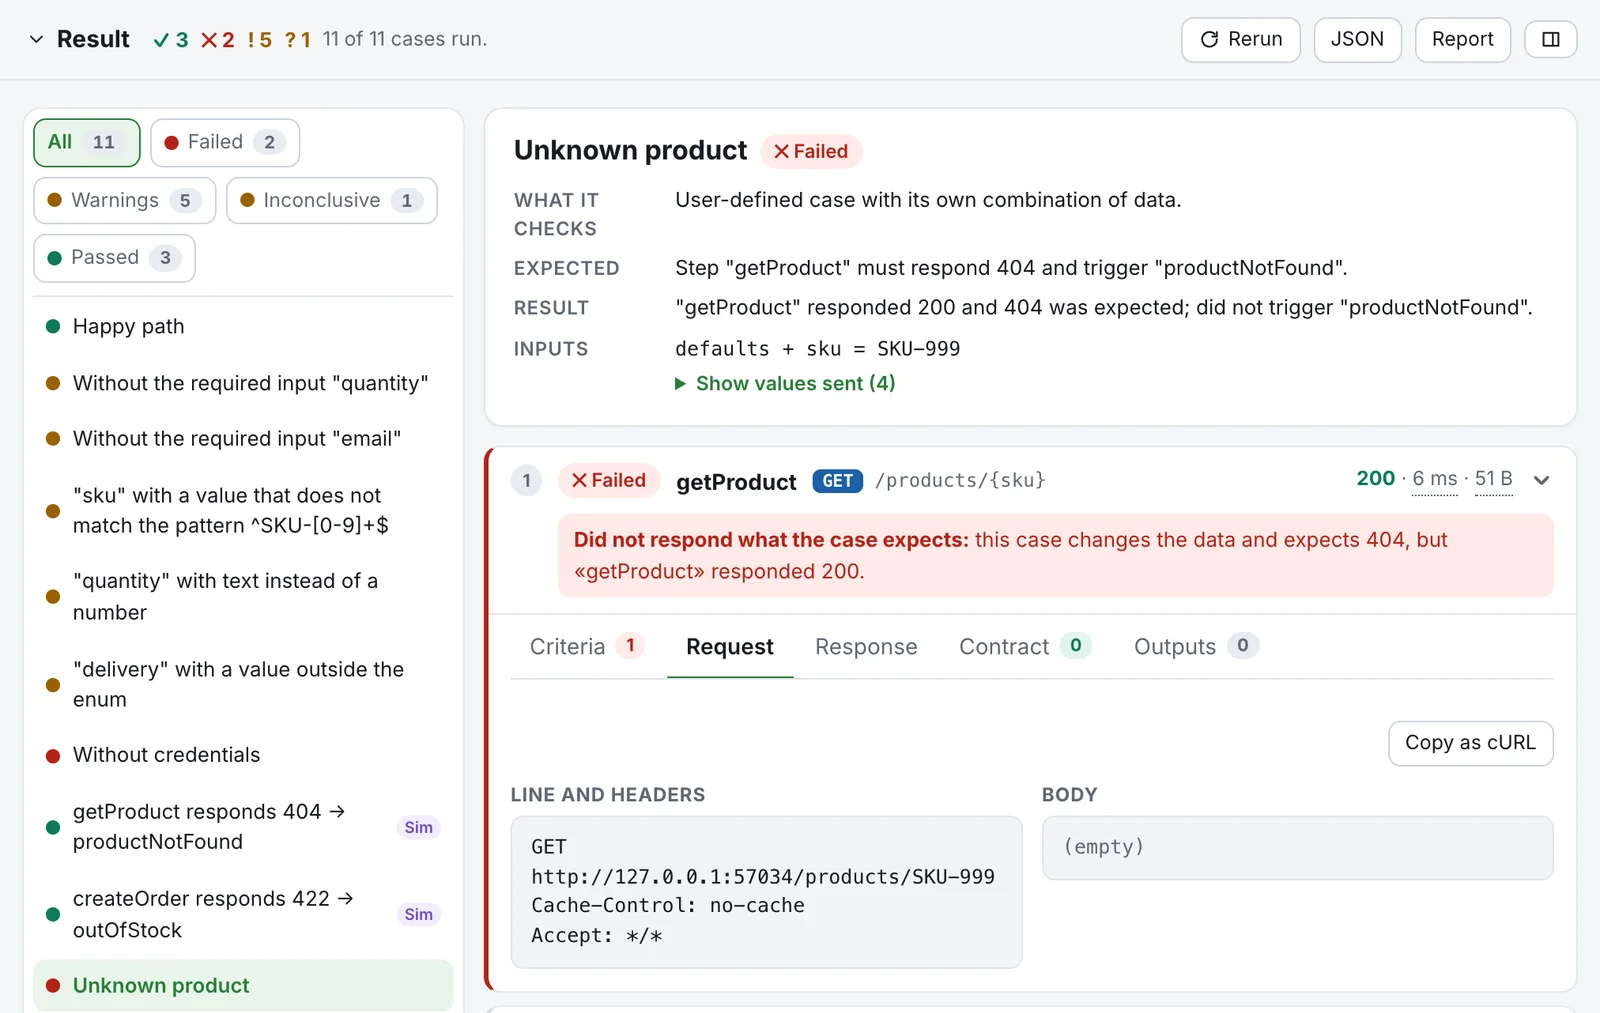 Result ✓ 3 ✕ 2 ! 5 ? 1 11 of 11 cases run.
Rerun
JSON
Report
All 11
Failed 2
Warnings 5
Inconclusive 1
Passed 3
Happy path
Without the required input "quantity"
Without the required input "email"
"sku" with a value that does not
match the pattern ^SKU-[0-9]+$
"quantity" with text instead of a
number
"delivery" with a value outside the
enum
Without credentials
getProduct responds 404 →
productNotFound
Sim
createOrder responds 422 →
outOfStock
Sim
Unknown product
Unknown product ✕ Failed
WHAT IT
CHECKS
User-defined case with its own combination of data.
EXPECTED
Step "getProduct" must respond 404 and trigger "productNotFound".
RESULT
"getProduct" responded 200 and 404 was expected; did not trigger "productNotFound".
INPUTS
defaults + sku = SKU-999
Show values sent (4)
1 ✕ Failed getProduct GET /products/{sku} 200 · 6 ms · 51 B
Did not respond what the case expects: this case changes the data and expects 404, but
«getProduct» responded 200.
Criteria 1 Request Response Contract 0 Outputs 0
Copy as cURL
LINE AND HEADERS
GET
http://127.0.0.1:57034/products/SKU-999
Cache-Control: no-cache
Accept: */*
BODY
(empty)